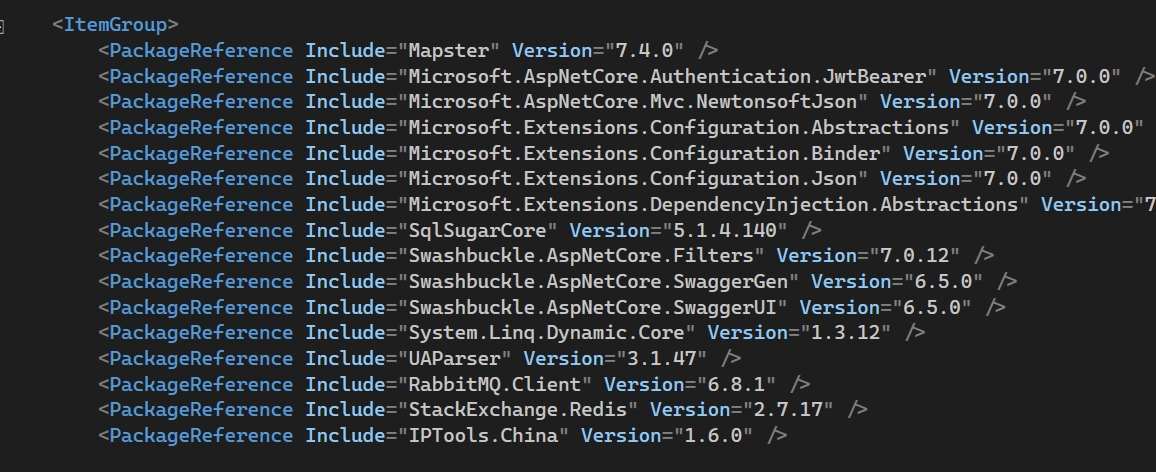 <ItemGroup>
<PackageReference Include="Mapster" Version="7.4.0" />
<PackageReference Include="Microsoft.AspNetCore.Authentication.JwtBearer" Version="7.0.0" />
<PackageReference Include="Microsoft.AspNetCore.Mvc.NewtonsoftJson" Version="7.0.0" />
<PackageReference Include="Microsoft.Extensions.Configuration.Abstractions" Version="7.0.0"
<PackageReference Include="Microsoft.Extensions.Configuration.Binder" Version="7.0.0" />
<PackageReference Include="Microsoft.Extensions.Configuration.Json" Version="7.0.0" />
<PackageReference Include="Microsoft.Extensions.DependencyInjection.Abstractions" Version="7
<PackageReference Include="SqlSugarCore" Version="5.1.4.140" />
<PackageReference Include="Swashbuckle.AspNetCore.Filters" Version="7.0.12" />
<PackageReference Include="Swashbuckle.AspNetCore.SwaggerGen" Version="6.5.0" />
<PackageReference Include="Swashbuckle.AspNetCore.SwaggerUI" Version="6.5.0" />
<PackageReference Include="System.Linq.Dynamic.Core" Version="1.3.12" />
<PackageReference Include="UAParser" Version="3.1.47" />
<PackageReference Include="RabbitMQ.Client" Version="6.8.1" />
<PackageReference Include="StackExchange.Redis" Version="2.7.17" />
<PackageReference Include="IPTools.China" Version="1.6.0" />